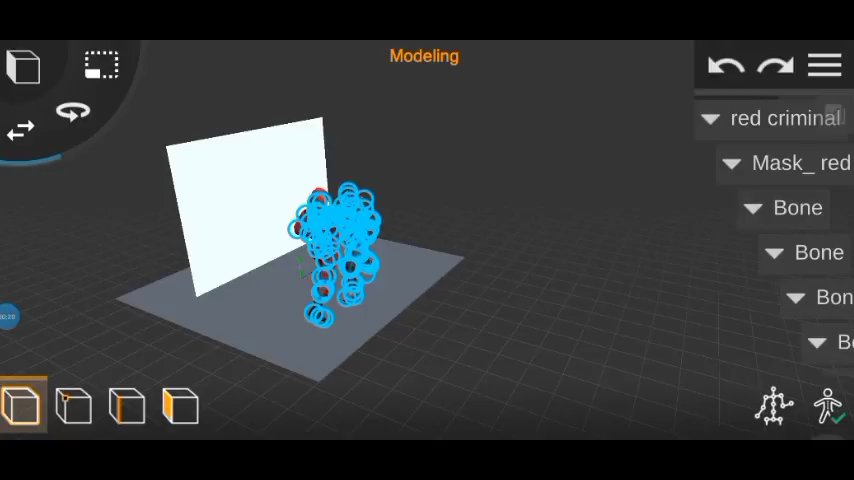 Modeling
red criminal
Mask_ red
Bone
Bone
Bon
Bo